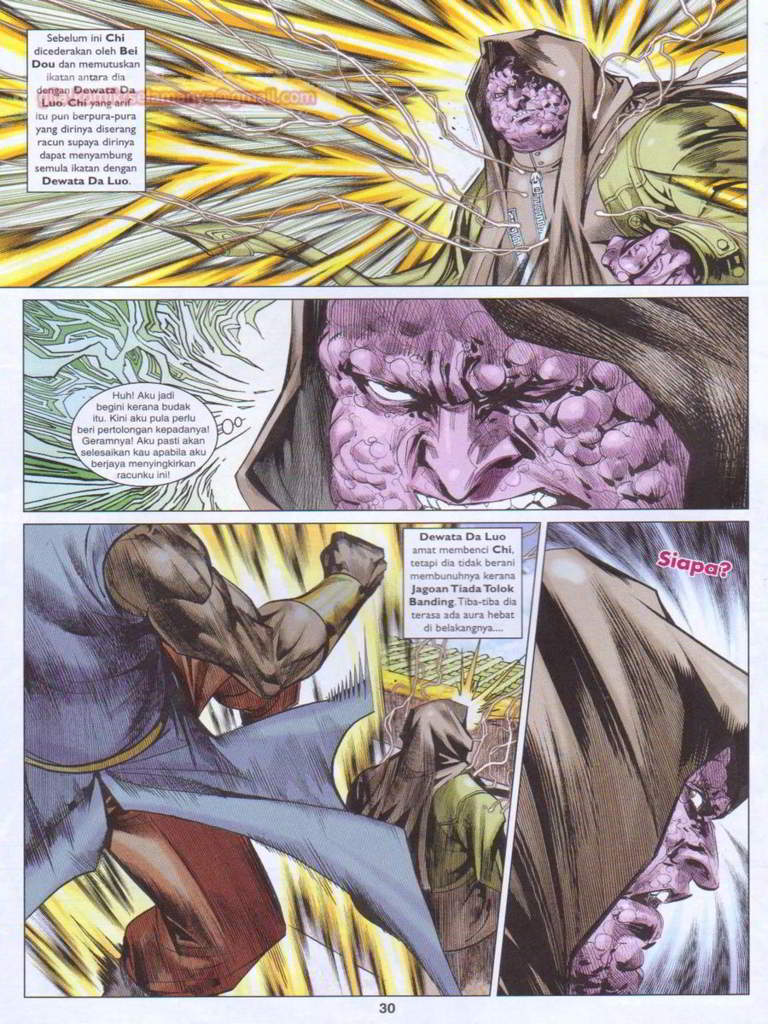 Sebelum ini Chi
dicederakan oleh Bei
Dou dan memutuskan
ikatan antara dia
dengan Dewata Da
Luo. Chi yang arif
itu pun berpura-pura
yang dirinya diserang
racun supaya dirinya
dapat menyambung
semula ikatan dengan
Dewata Da Luo.
Huh! Aku jadi
begini kerana budak
itu. Kini aku pula perlu
beri pertolongan kepadanya!
Geramnya! Aku pasti akan
selesaikan kau apabila aku
berjaya menyingkirkan
racunku ini!
Dewata Da Luo
amat membenci Chi,
tetapi dia tidak berani
membunuhnya kerana
Jagoan Tiada Tolok
Banding. Tiba-tiba dia
terasa ada aura hebat
di belakangnya....
Siapa?
30